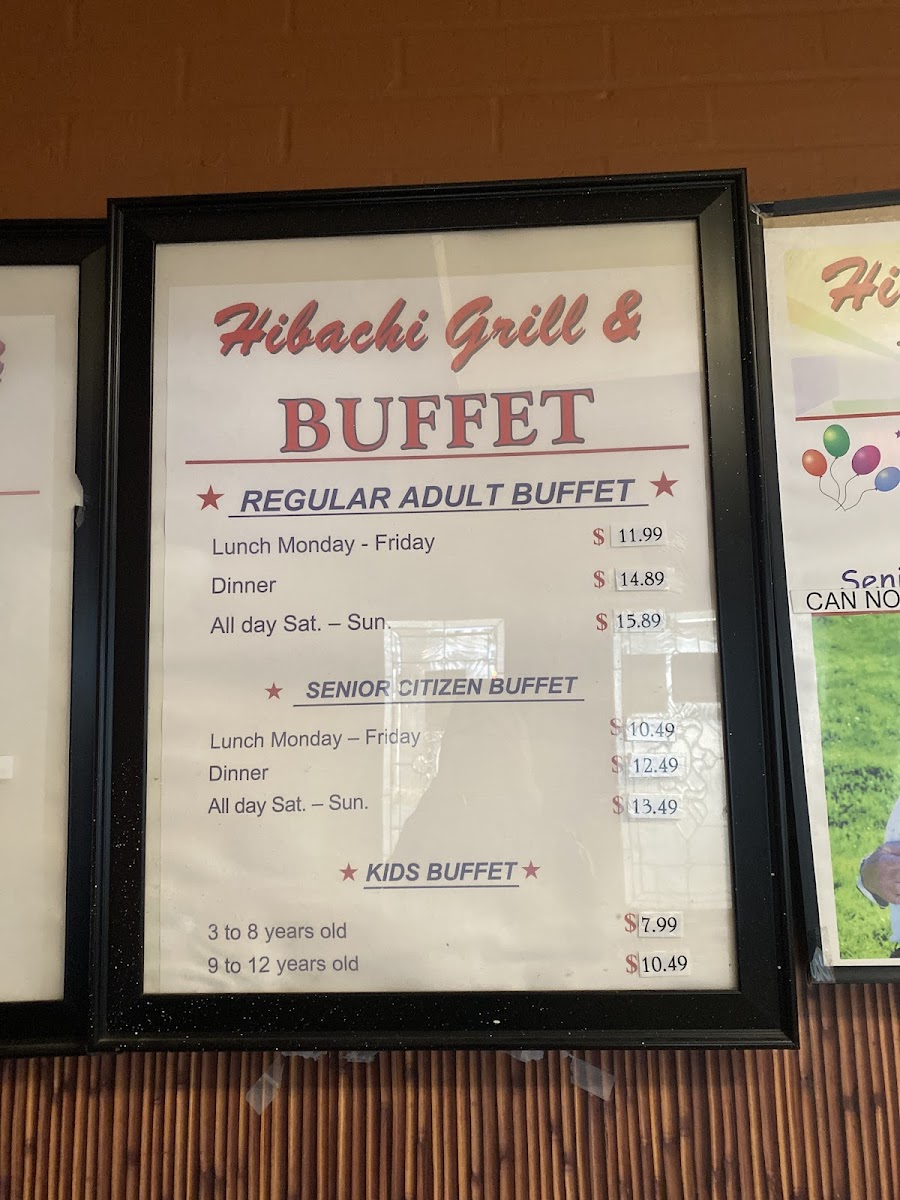 Hibachi Grill &
BUFFET
REGULAR ADULT BUFFET
Lunch Monday - Friday $ 11.99
Dinner $ 14.89
All day Sat. – Sun. $ 15.89
SENIOR CITIZEN BUFFET
Lunch Monday – Friday $ 10.49
Dinner $ 12.49
All day Sat. – Sun. $ 13.49
KIDS BUFFET
3 to 8 years old $ 7.99
9 to 12 years old $ 10.49
Hi
Seni
CAN NO